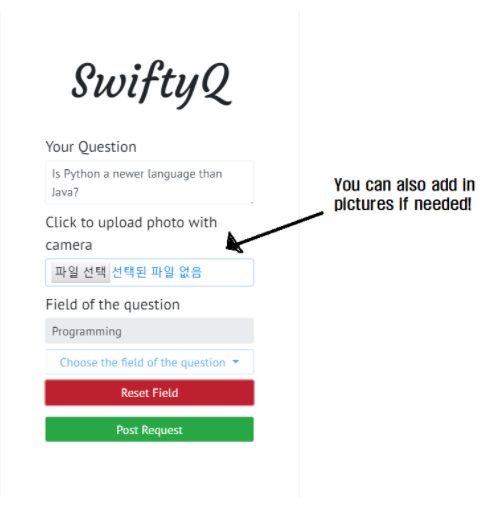 SwiftyQ
Your Question
Is Python a newer language than
Java?
You can also add in
pictures if needed!
Click to upload photo with
camera
파일 선택 선택된 파일 없음
Field of the question
Programming
Choose the field of the question
Reset Field
Post Request